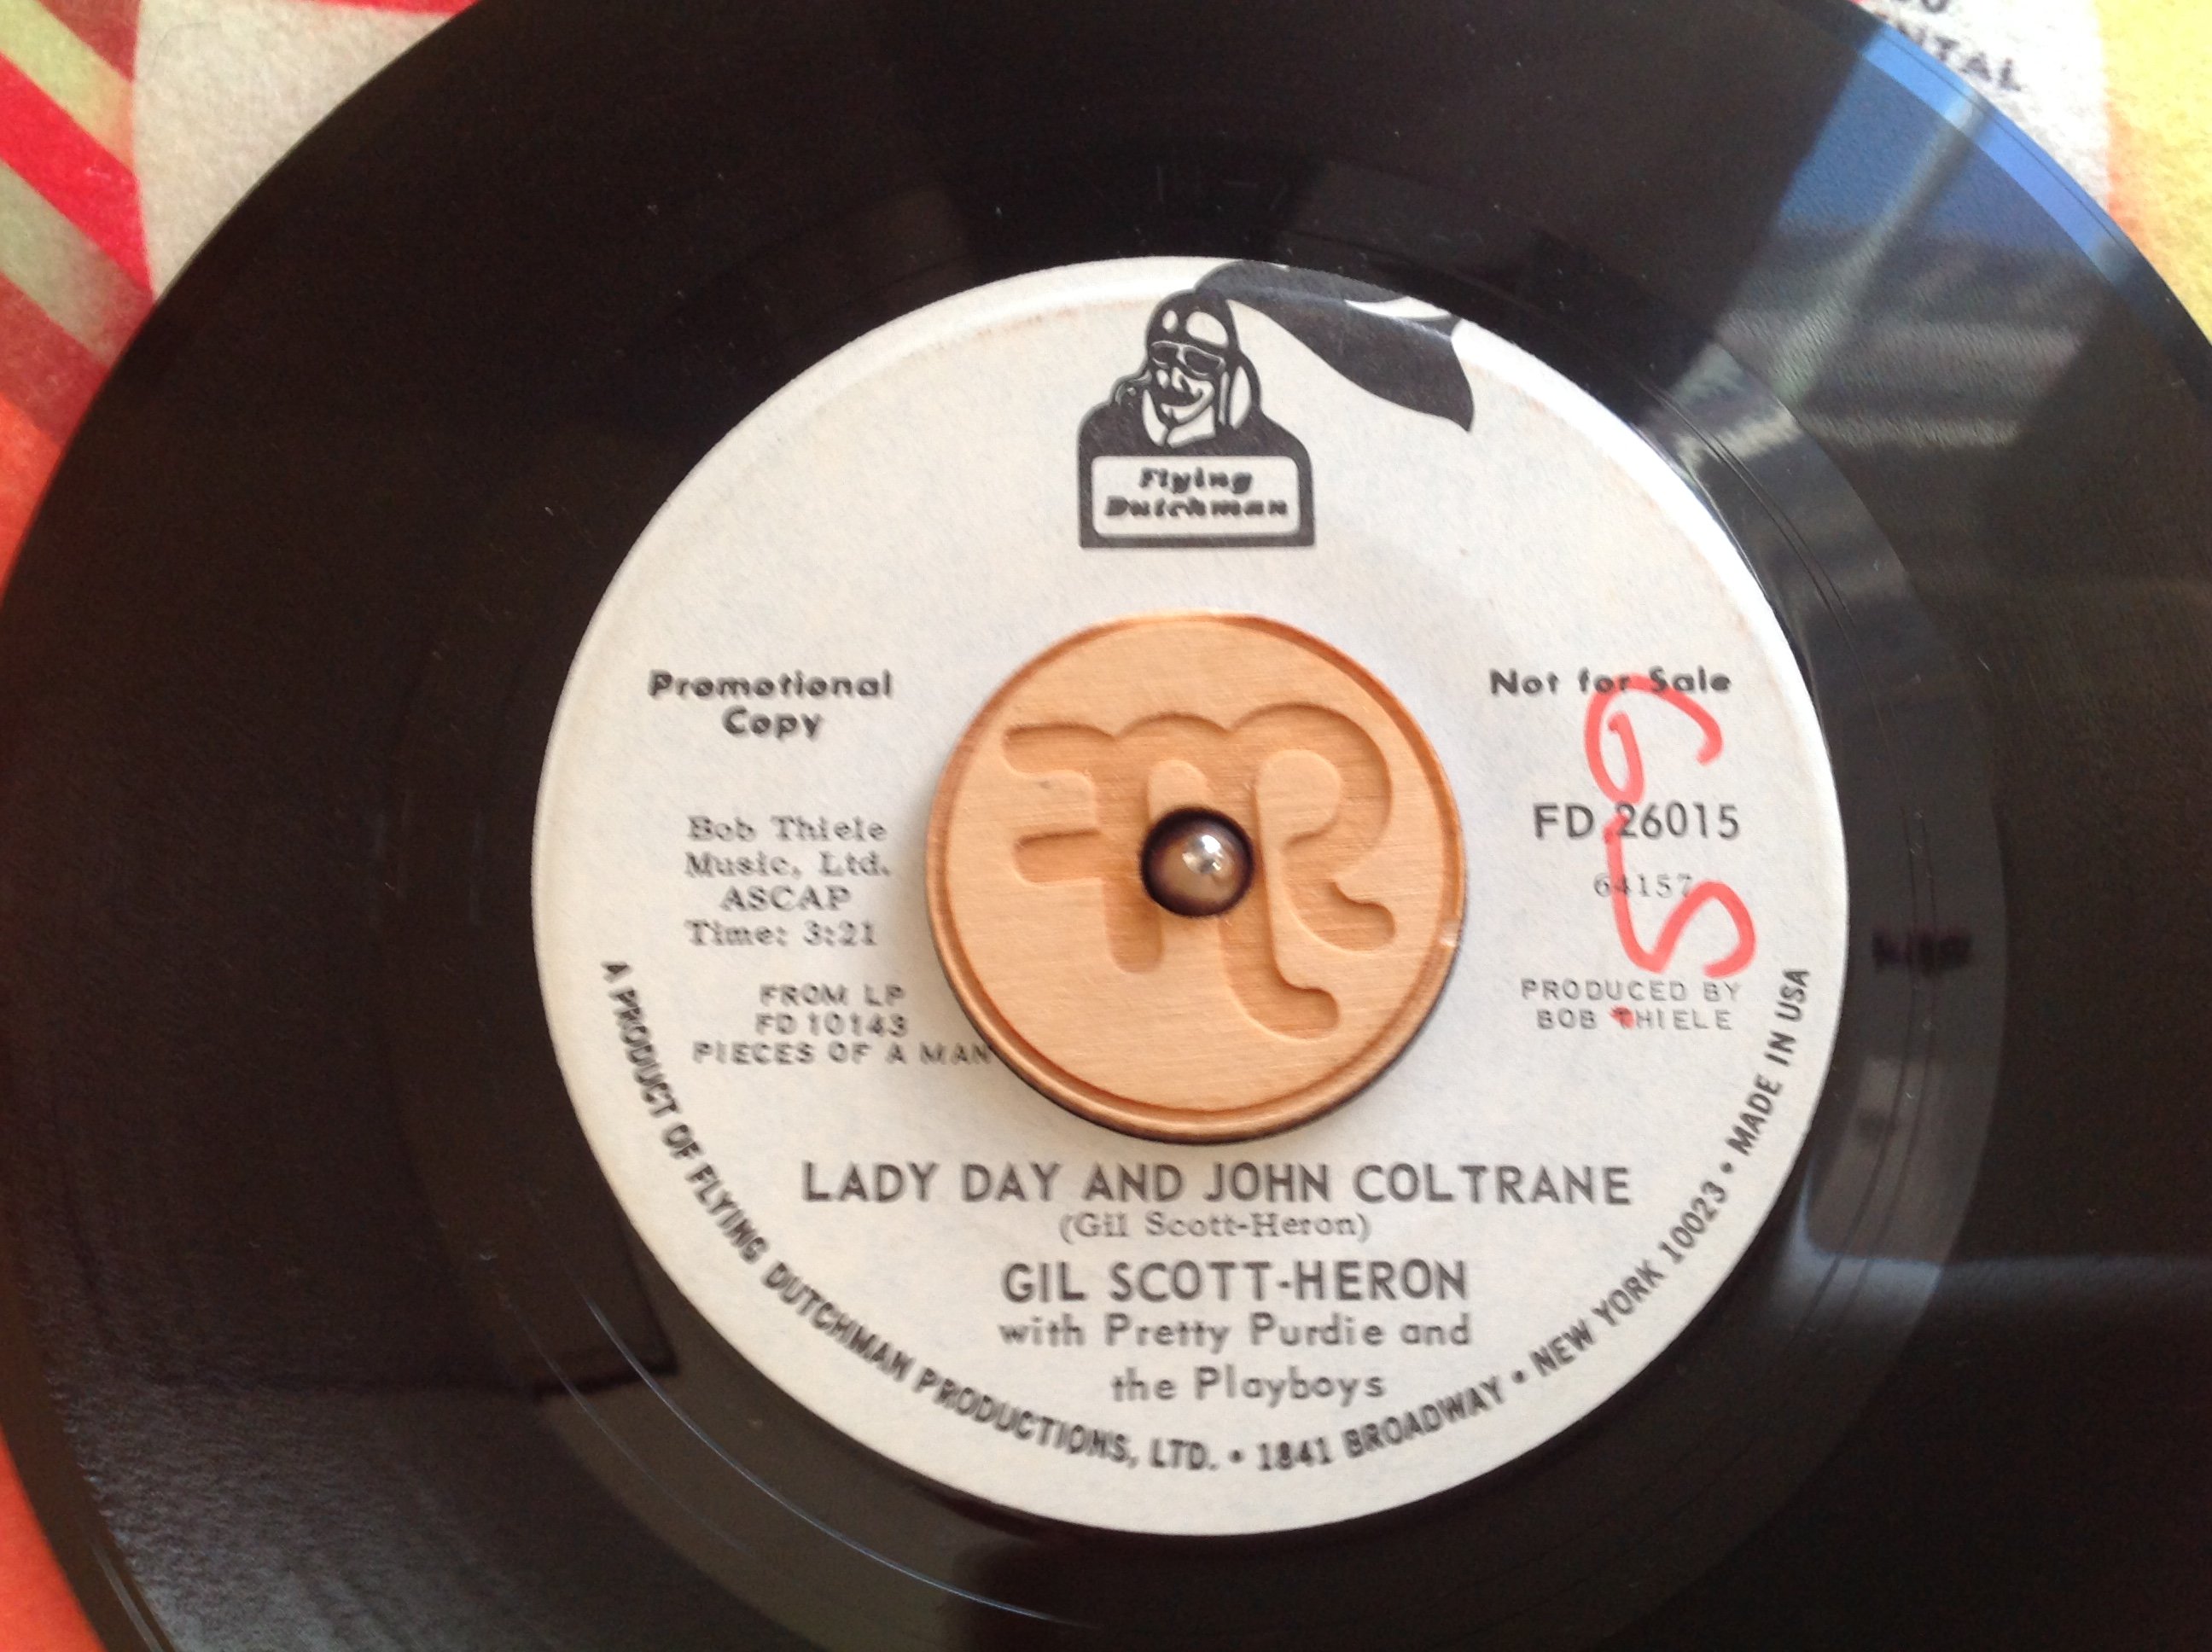 NTAL
Flying
Dutchman
Promotional
Copy
Not for Sale
Bob Thiele
Music, Ltd.
ASCAP
Time: 3:21
FD 26015
64157
FROM LP
FD 10143
PIECES OF A MAN
PRODUCED BY
BOB THIELE
LADY DAY AND JOHN COLTRANE
(Gil Scott-Heron)
GIL SCOTT-HERON
with Pretty Purdie and
the Playboys
A PRODUCT OF FLYING DUTCHMAN PRODUCTIONS, LTD. • 1841 BROADWAY • NEW YORK 10023 • MADE IN USA